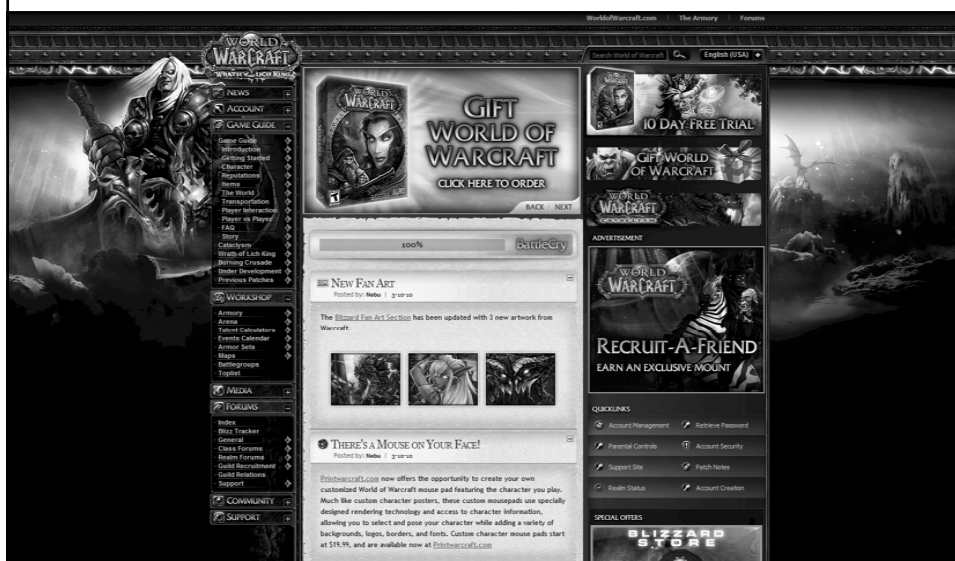 WorldofWarcraft.com | The Armory | Forums
Search World of Warcraft
English (USA)
WORLD
OF
WARCRAFT
WRATH OF THE LICH KING
NEWS
ACCOUNT
GAME GUIDE
Game Guide
Introduction
Getting Started
Character
Reputations
Items
The World
Transportation
Player Interaction
Player vs Player
FAQ
Story
Cataclysm
Wrath of Lich King
Burning Crusade
Under Development
Previous Patches
WORKSHOP
Armory
Arena
Talent Calculators
Events Calendar
Armor Sets
Maps
Battlegroups
Toplist
MEDIA
FORUMS
Index
Blizz Tracker
General
Class Forums
Realm Forums
Guild Recruitment
Guild Relations
Support
COMMUNITY
SUPPORT
WORLD
OF
WARCRAFT
GIFT
WORLD OF
WARCRAFT
CLICK HERE TO ORDER
BACK | NEXT
100%
BattleCry
NEW FAN ART
Posted by: Nebu | 3-10-10
The Blizzard Fan Art Section has been updated with 3 new artwork from
Warcraft.
THERE'S A MOUSE ON YOUR FACE!
Posted by: Nebu | 3-10-10
Printwarcraft.com now offers the opportunity to create your own
customized World of Warcraft mouse pad featuring the character you play.
Much like custom character posters, these custom mousepads use specially
designed rendering technology and access to character information,
allowing you to select and pose your character while adding a variety of
backgrounds, logos, borders, and fonts. Custom character mouse pads start
at $19.99, and are available now at Printwarcraft.com
10 DAY FREE TRIAL
GIFT WORLD
OF WARCRAFT
WARCRAFT
CATACLYSM
ADVERTISEMENT
WORLD
OF
WARCRAFT
RECRUIT-A-FRIEND
EARN AN EXCLUSIVE MOUNT
QUICKLINKS
Account Management
Retrieve Password
Parental Controls
Account Security
Support Site
Patch Notes
Realm Status
Account Creation
SPECIAL OFFERS
BLIZZARD
STORE